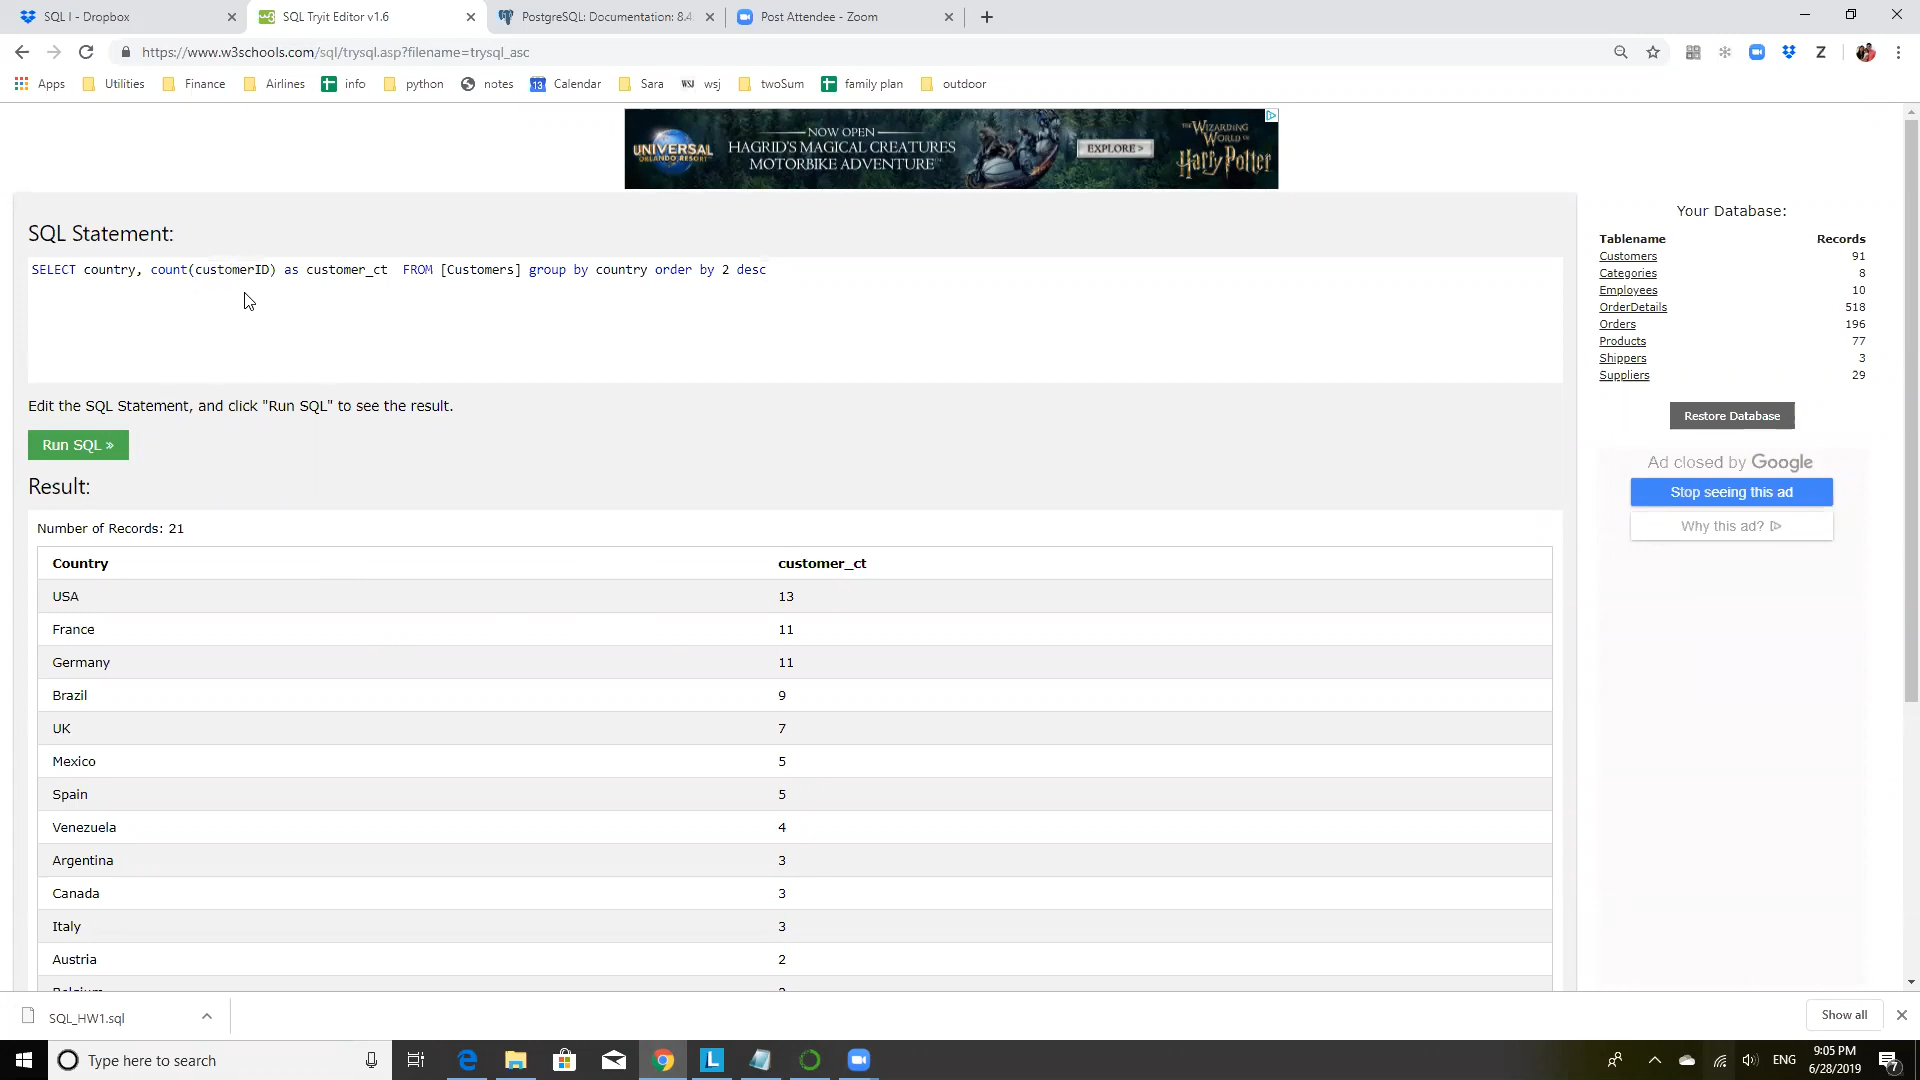 SQL I - Dropbox
SQL Tryit Editor v1.6
PostgreSQL: Documentation: 8.4:
Post Attendee - Zoom
https://www.w3schools.com/sql/trysql.asp?filename=trysql_asc
Z
Apps
Utilities
Finance
Airlines
info
python
notes
13
Calendar
Sara
WSJ
wsj
twoSum
family plan
outdoor
UNIVERSAL
ORLANDO RESORT
NOW OPEN
HAGRID'S MAGICAL CREATURES
MOTORBIKE ADVENTURE
EXPLORE >
THE WIZARDING
WORLD OF
Harry Potter
SQL Statement:
SELECT country, count(customerID) as customer_ct  FROM [Customers] group by country order by 2 desc
Edit the SQL Statement, and click "Run SQL" to see the result.
Run SQL »
Result:
Number of Records: 21
Country customer_ct
USA 13
France 11
Germany 11
Brazil 9
UK 7
Mexico 5
Spain 5
Venezuela 4
Argentina 3
Canada 3
Italy 3
Austria 2
Belgium 2
Your Database:
Tablename Records
Customers 91
Categories 8
Employees 10
OrderDetails 518
Orders 196
Products 77
Shippers 3
Suppliers 29
Restore Database
Ad closed by Google
Stop seeing this ad
Why this ad?
SQL_HW1.sql
Show all
Type here to search
L
ENG
9:05 PM
6/28/2019
7